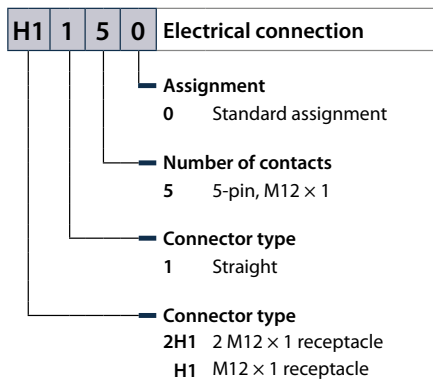 H1 1 5 0 Electrical connection
Assignment
0 Standard assignment
Number of contacts
5 5-pin, M12 × 1
Connector type
1 Straight
Connector type
2H1 2 M12 × 1 receptacle
H1 M12 × 1 receptacle